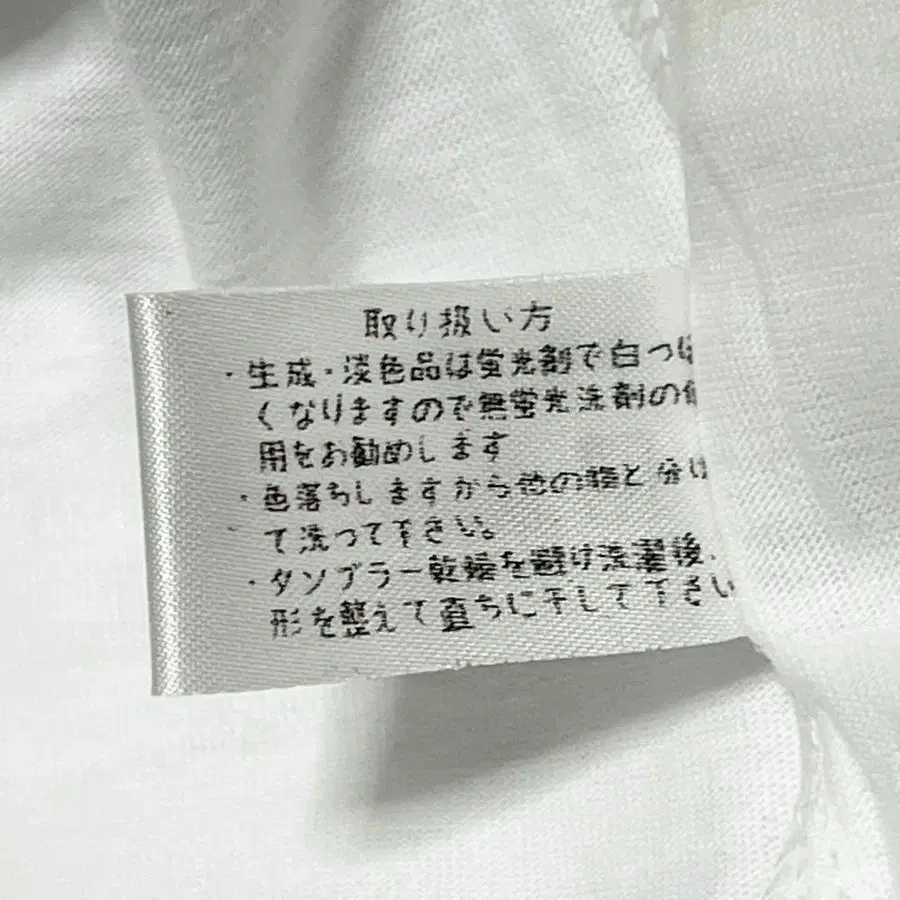 取り扱い方
・生成・淡色品は蛍光剤で白っぽ
くなりますので無蛍光洗剤の使
用をお勧めします
・色落ちしますから他の物と分け
て洗って下さい。
・タンブラー乾燥を避け洗濯後、
形を整えて直ちに干して下さい